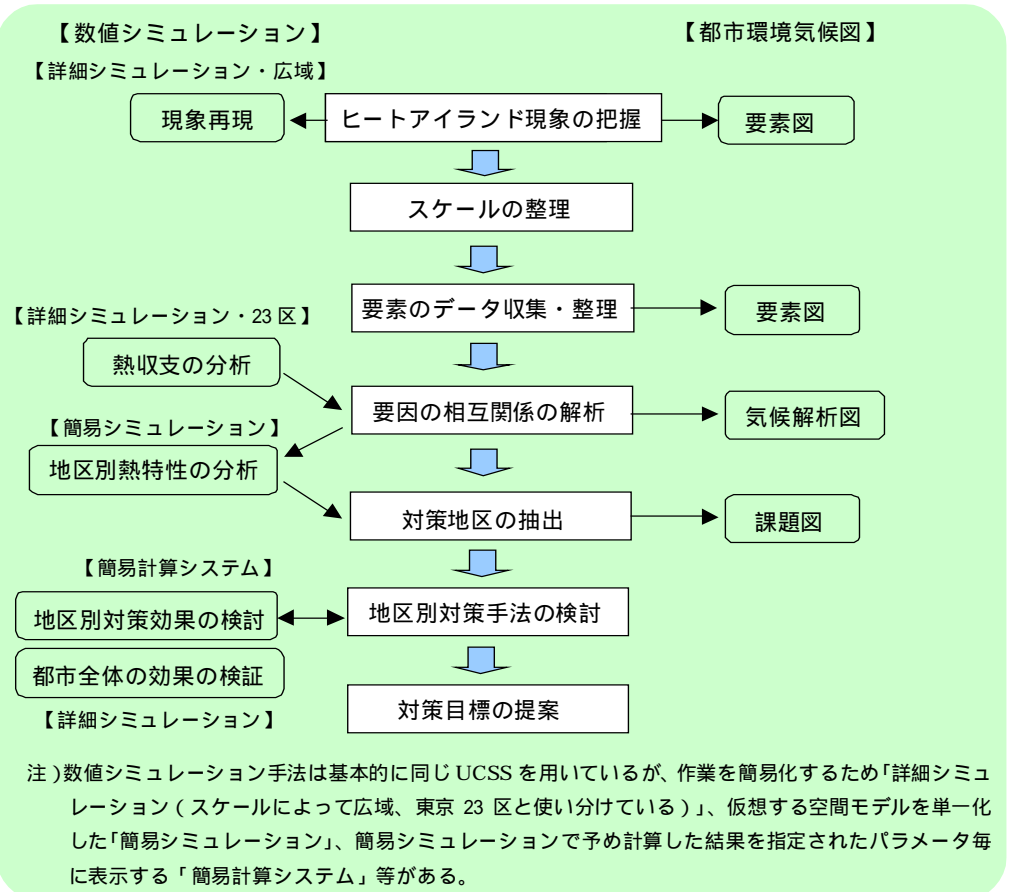 【数値シミュレーション】
【都市環境気候図】
【詳細シミュレーション・広域】
現象再現
ヒートアイランド現象の把握
要素図
スケールの整理
要素のデータ収集・整理
要素図
【詳細シミュレーション・23 区】
熱収支の分析
要因の相互関係の解析
気候解析図
【簡易シミュレーション】
地区別熱特性の分析
対策地区の抽出
課題図
【簡易計算システム】
地区別対策効果の検討
地区別対策手法の検討
都市全体の効果の検証
対策目標の提案
【詳細シミュレーション】
注）数値シミュレーション手法は基本的に同じ UCSS を用いているが、作業を簡易化するため「詳細シミュ
レーション（スケールによって広域、東京 23 区と使い分けている）」、仮想する空間モデルを単一化
した「簡易シミュレーション」、簡易シミュレーションで予め計算した結果を指定されたパラメータ毎
に表示する「簡易計算システム」等がある。